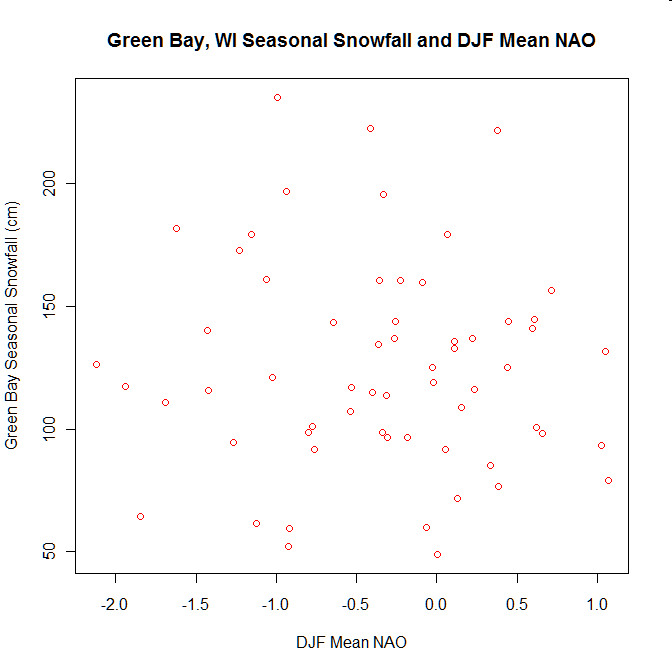 Green Bay, WI Seasonal Snowfall and DJF Mean NAO
Green Bay Seasonal Snowfall (cm)
200
150
100
50
-2.0 -1.5 -1.0 -0.5 0.0 0.5 1.0
DJF Mean NAO